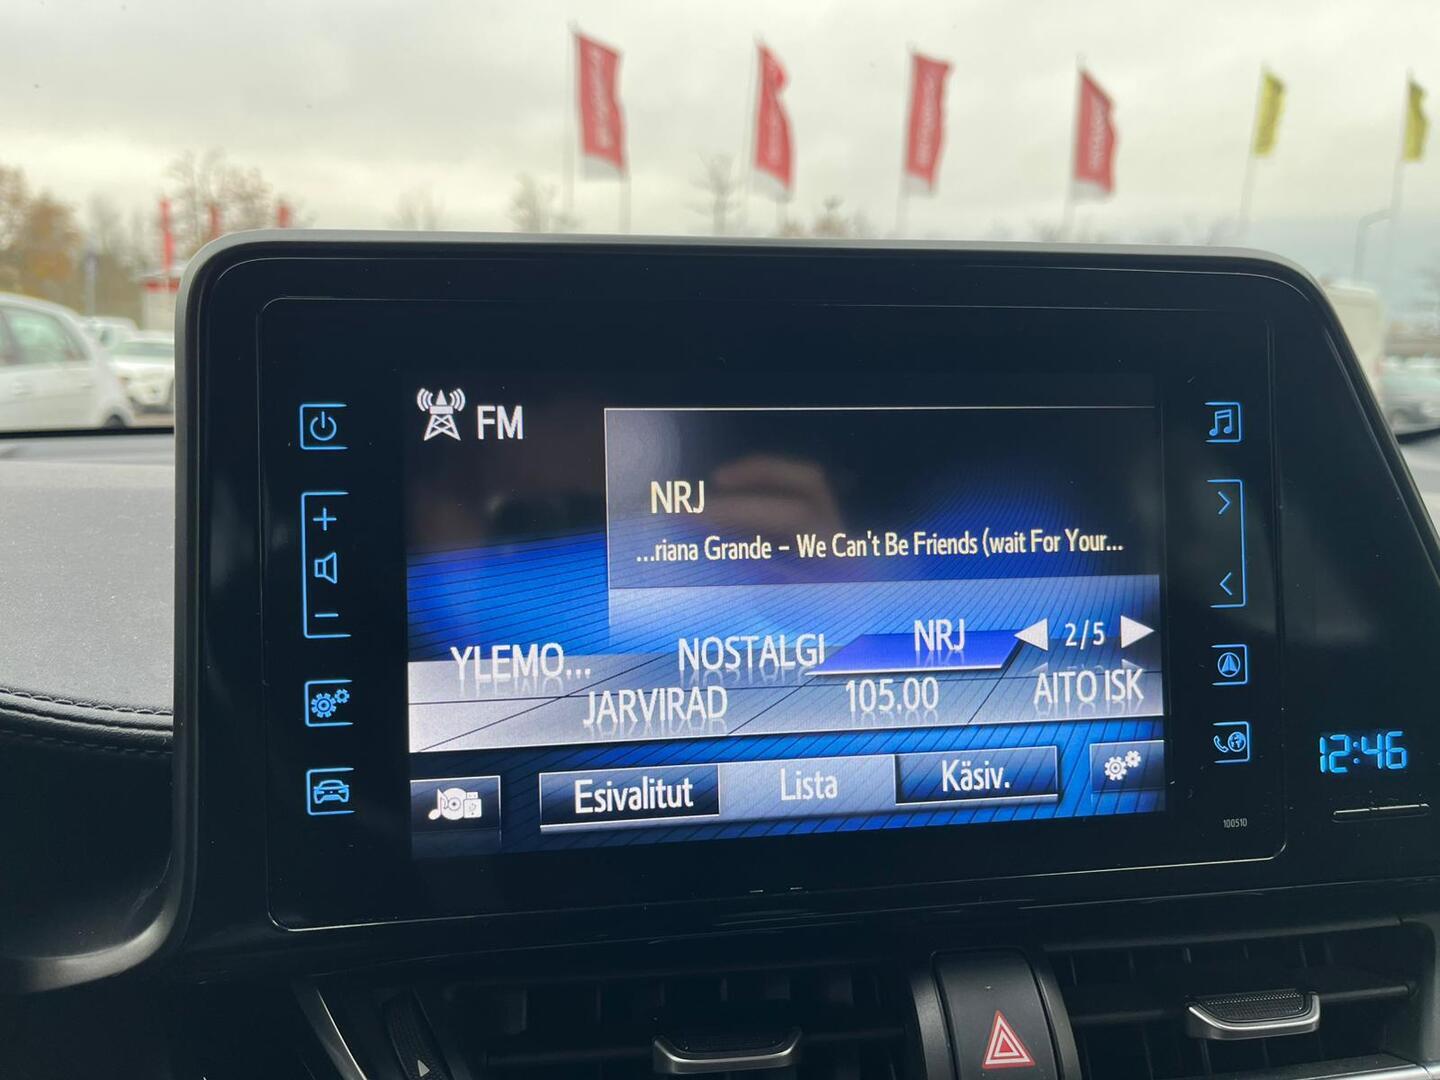 FM
NRJ
...riana Grande - We Can't Be Friends (wait For Your...
YLEMO... NOSTALGI NRJ 2/5
JARVIRAD 105.00 AITO ISK
Esivalitut Lista Käsiv.
12:46
100510